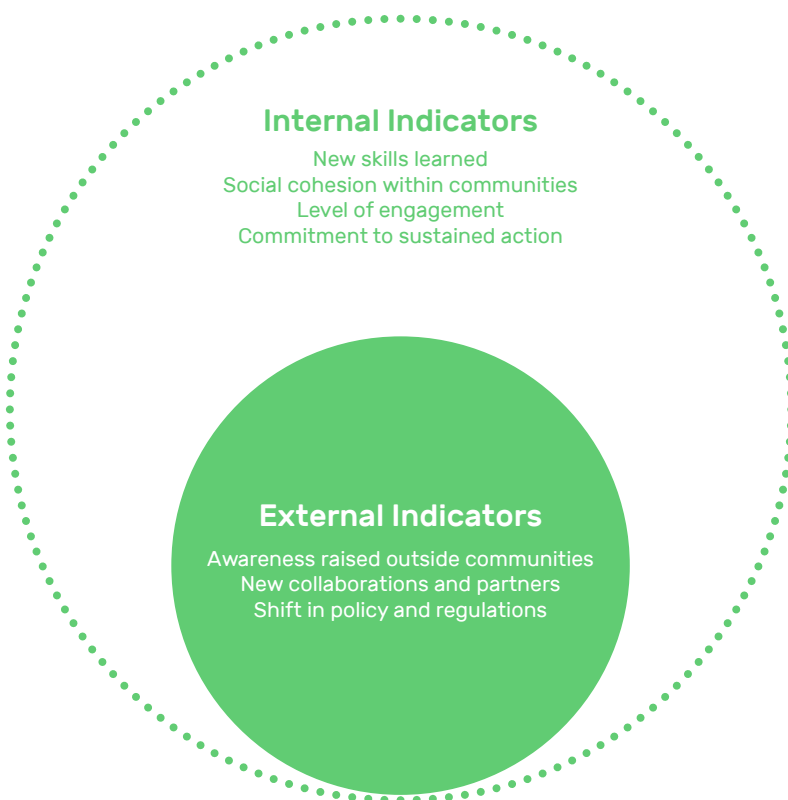 Internal Indicators
New skills learned
Social cohesion within communities
Level of engagement
Commitment to sustained action
External Indicators
Awareness raised outside communities
New collaborations and partners
Shift in policy and regulations